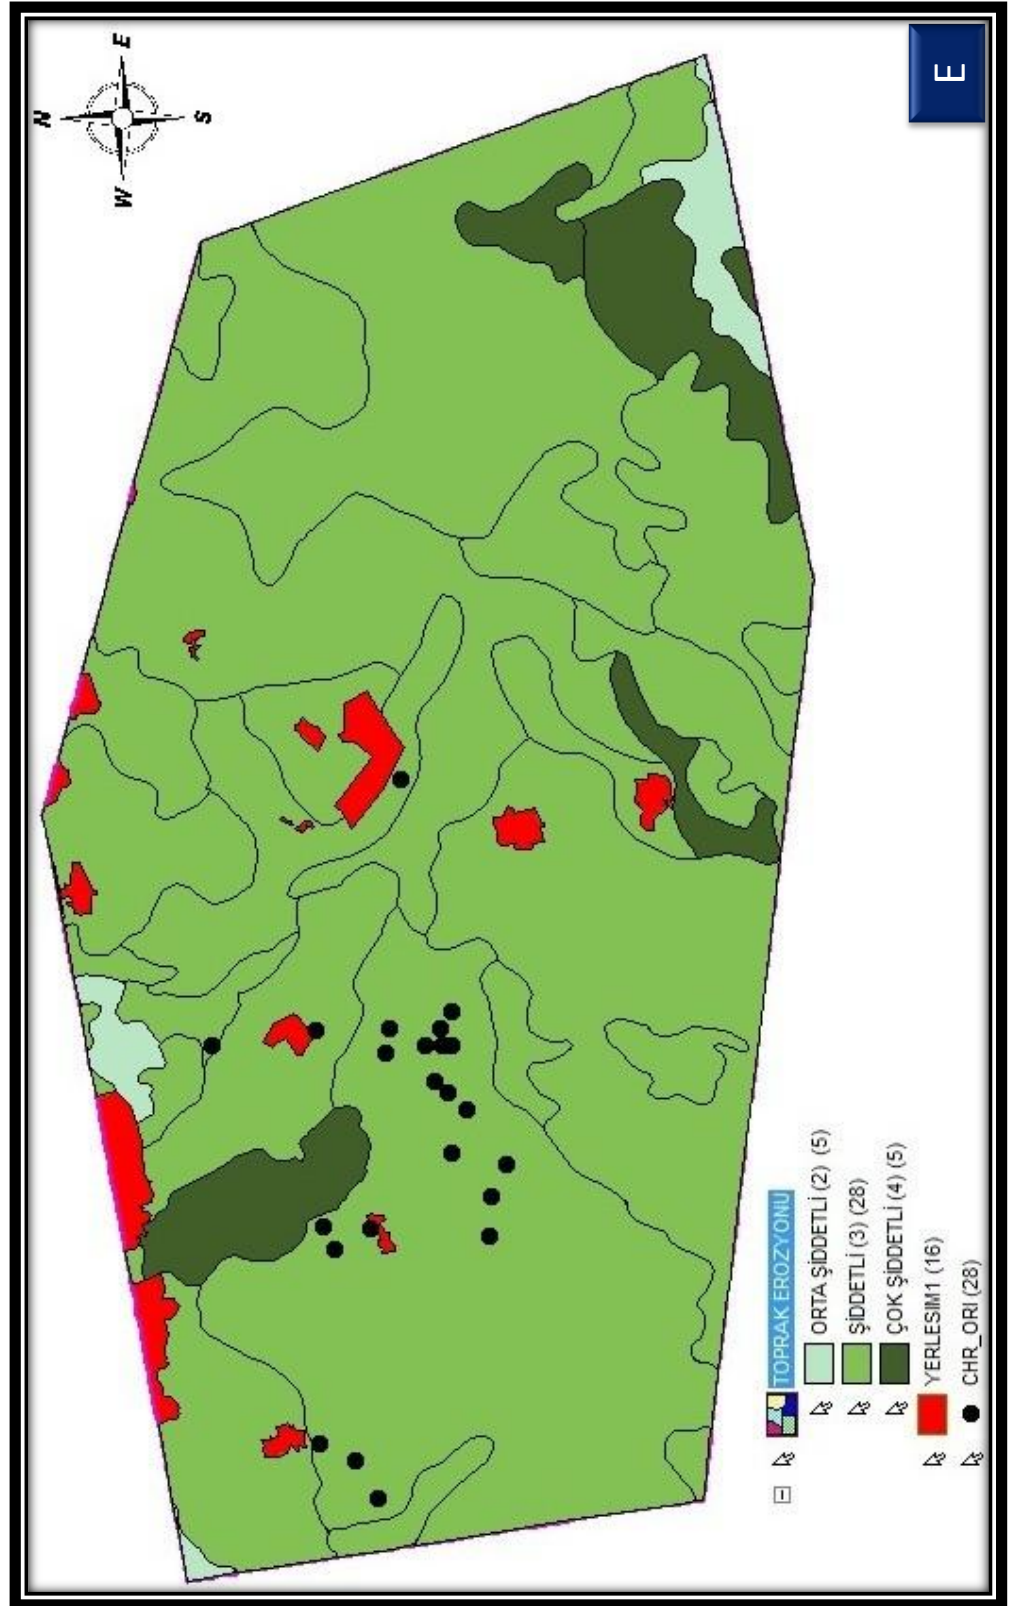 N
E
W
S
E
TOPRAK EROZYONU
ORTA ŞİDDETLİ (2) (5)
ŞİDDETLİ (3) (28)
ÇOK ŞİDDETLİ (4) (5)
YERLESIM1 (16)
CHR_ORI (28)